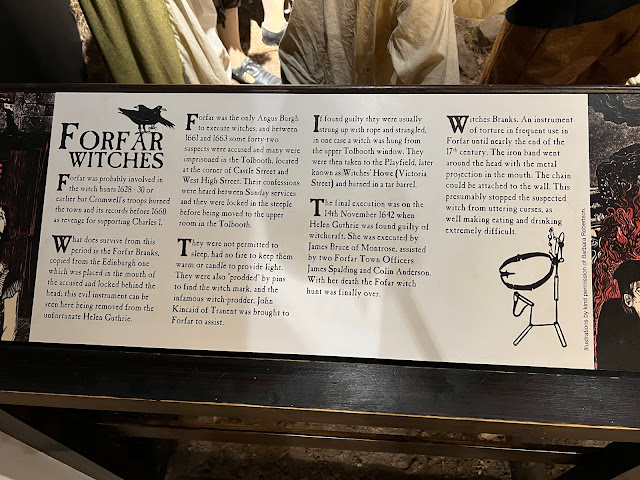 FORFAR
WITCHES
Forfar was probably involved in
the witch hunts 1628 -30 or
earlier but Cromwell's troops burned
the town and its records before 1660
as revenge for supporting Charles I.
What does survive from this
period is the Forfar Branks,
copied from the Edinburgh one
which was placed in the mouth of
the accused and locked behind the
head; this evil instrument can be
seen here being removed from the
unfortunate Helen Guthrie.
Forfar was the only Angus Burgh
to execute witches, and between
1661 and 1663 some forty-two
suspects were accused and many were
imprisoned in the Tolbooth, located
at the corner of Castle Street and
West High Street. Their confessions
were heard between Sunday services
and they were locked in the steeple
before being moved to the upper
room in the Tolbooth.
They were not permitted to
sleep, had no fire to keep them
warm or candle to provide light.
They were also "prodded" by pins
to find the witch mark, and the
infamous witch-prodder, John
Kincaid of Tranent was brought to
Forfar to assist.
If found guilty they were usually
strung up with rope and strangled,
in one case a witch was hung from
the upper Tolbooth window. They
were then taken to the Playfield, later
known as Witches' Howe (Victoria
Street) and burned in a tar barrel.
The final execution was on the
14th November 1642 when
Helen Guthrie was found guilty of
witchcraft. She was executed by
James Bruce of Montrose, assisted
by two Forfar Town Officers
James Spalding and Colin Anderson.
With her death the Fofar witch
hunt was finally over.
Witches Branks. An instrument
of torture in frequent use in
Forfar until nearly the end of the
17th century. The iron band went
around the head with the metal
projection in the mouth. The chain
could be attached to the wall. This
presumably stopped the suspected
witch from uttering curses, as
well making eating and drinking
extremely difficult.
Illustrations by kind permission of Barbara Robertson.